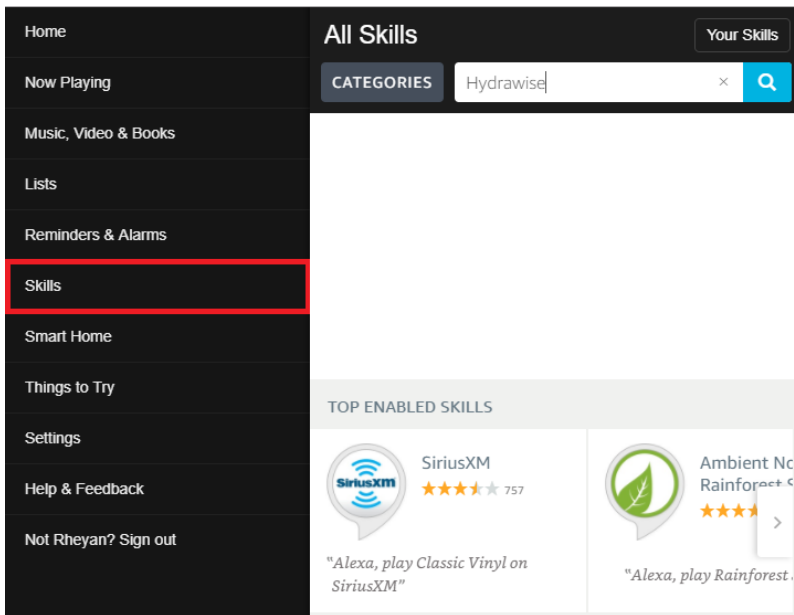 Home
Now Playing
Music, Video & Books
Lists
Reminders & Alarms
Skills
Smart Home
Things to Try
Settings
Help & Feedback
Not Rheyan? Sign out
All Skills
Your Skills
CATEGORIES
Hydrawise
TOP ENABLED SKILLS
SiriusXM
SiriusXM
757
"Alexa, play Classic Vinyl on
SiriusXM"
Ambient
Rainforest
"Alexa, play Rainforest